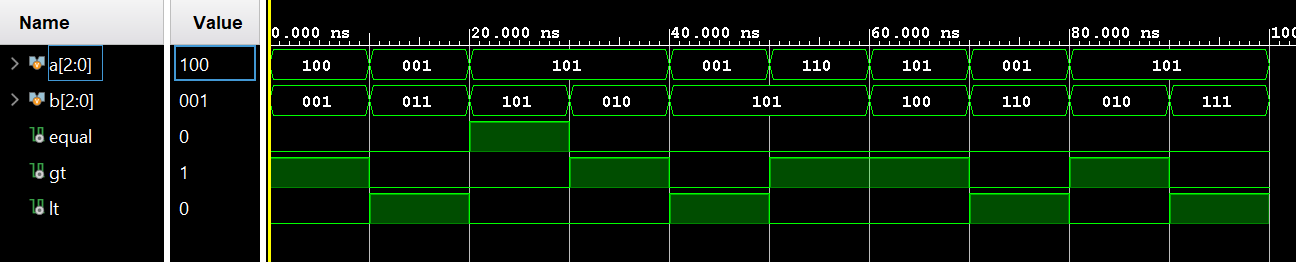 Name Value
0.000 ns 20.000 ns 40.000 ns 60.000 ns 80.000 ns 100
a[2:0] 100 100 001 101 001 110 101 001 101
b[2:0] 001 001 011 101 010 101 100 110 010 111
equal 0
gt 1
lt 0